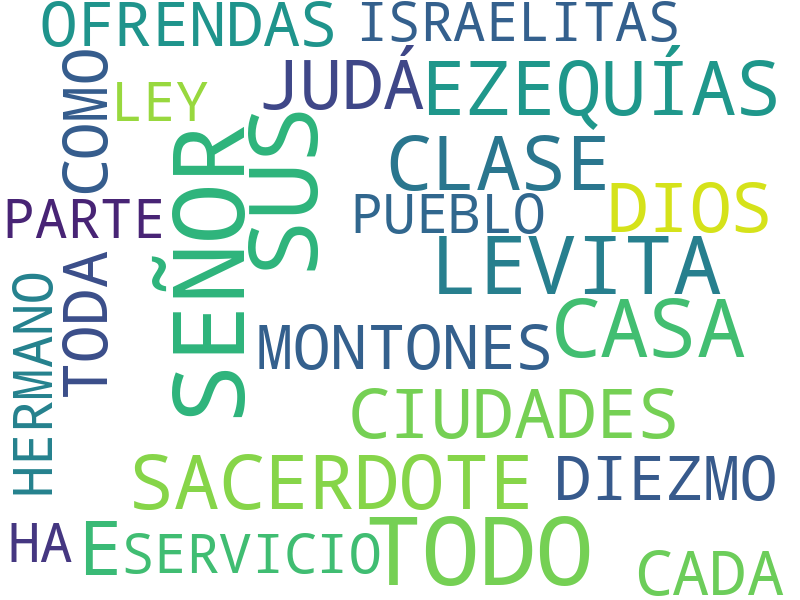 OFRENDAS
ISRAELITAS
COMO
LEY
JUDÁ
EZEQUÍAS
SEÑOR
SUS
CLASE
PARTE
PUEBLO
DIOS
LEVITA
TODA
HERMANO
MONTONES
CASA
CIUDADES
SACERDOTE
DIEZMO
HA
E
SERVICIO
TODO
CADA